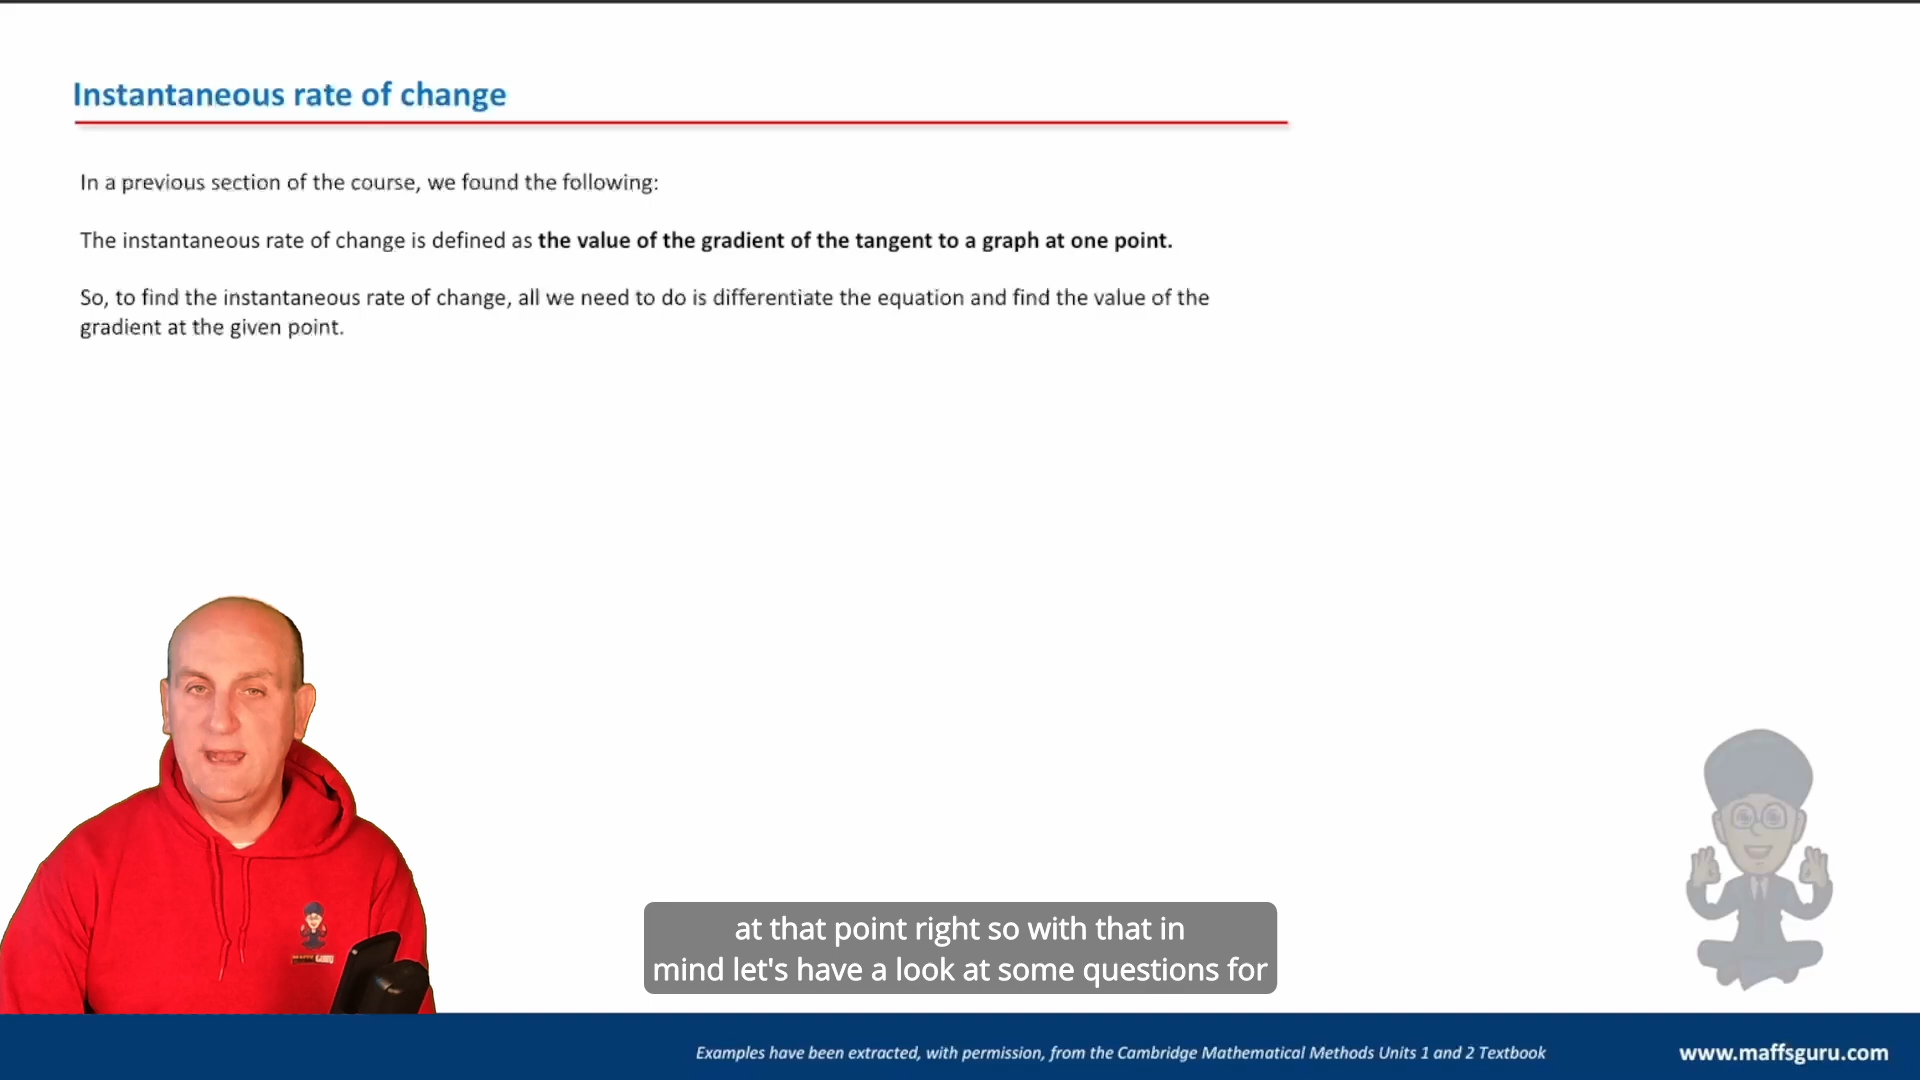 Instantaneous rate of change
In a previous section of the course, we found the following:
The instantaneous rate of change is defined as the value of the gradient of the tangent to a graph at one point.
So, to find the instantaneous rate of change, all we need to do is differentiate the equation and find the value of the
gradient at the given point.
at that point right so with that in
mind let's have a look at some questions for
Examples have been extracted, with permission, from the Cambridge Mathematical Methods Units 1 and 2 Textbook
www.maffsguru.com